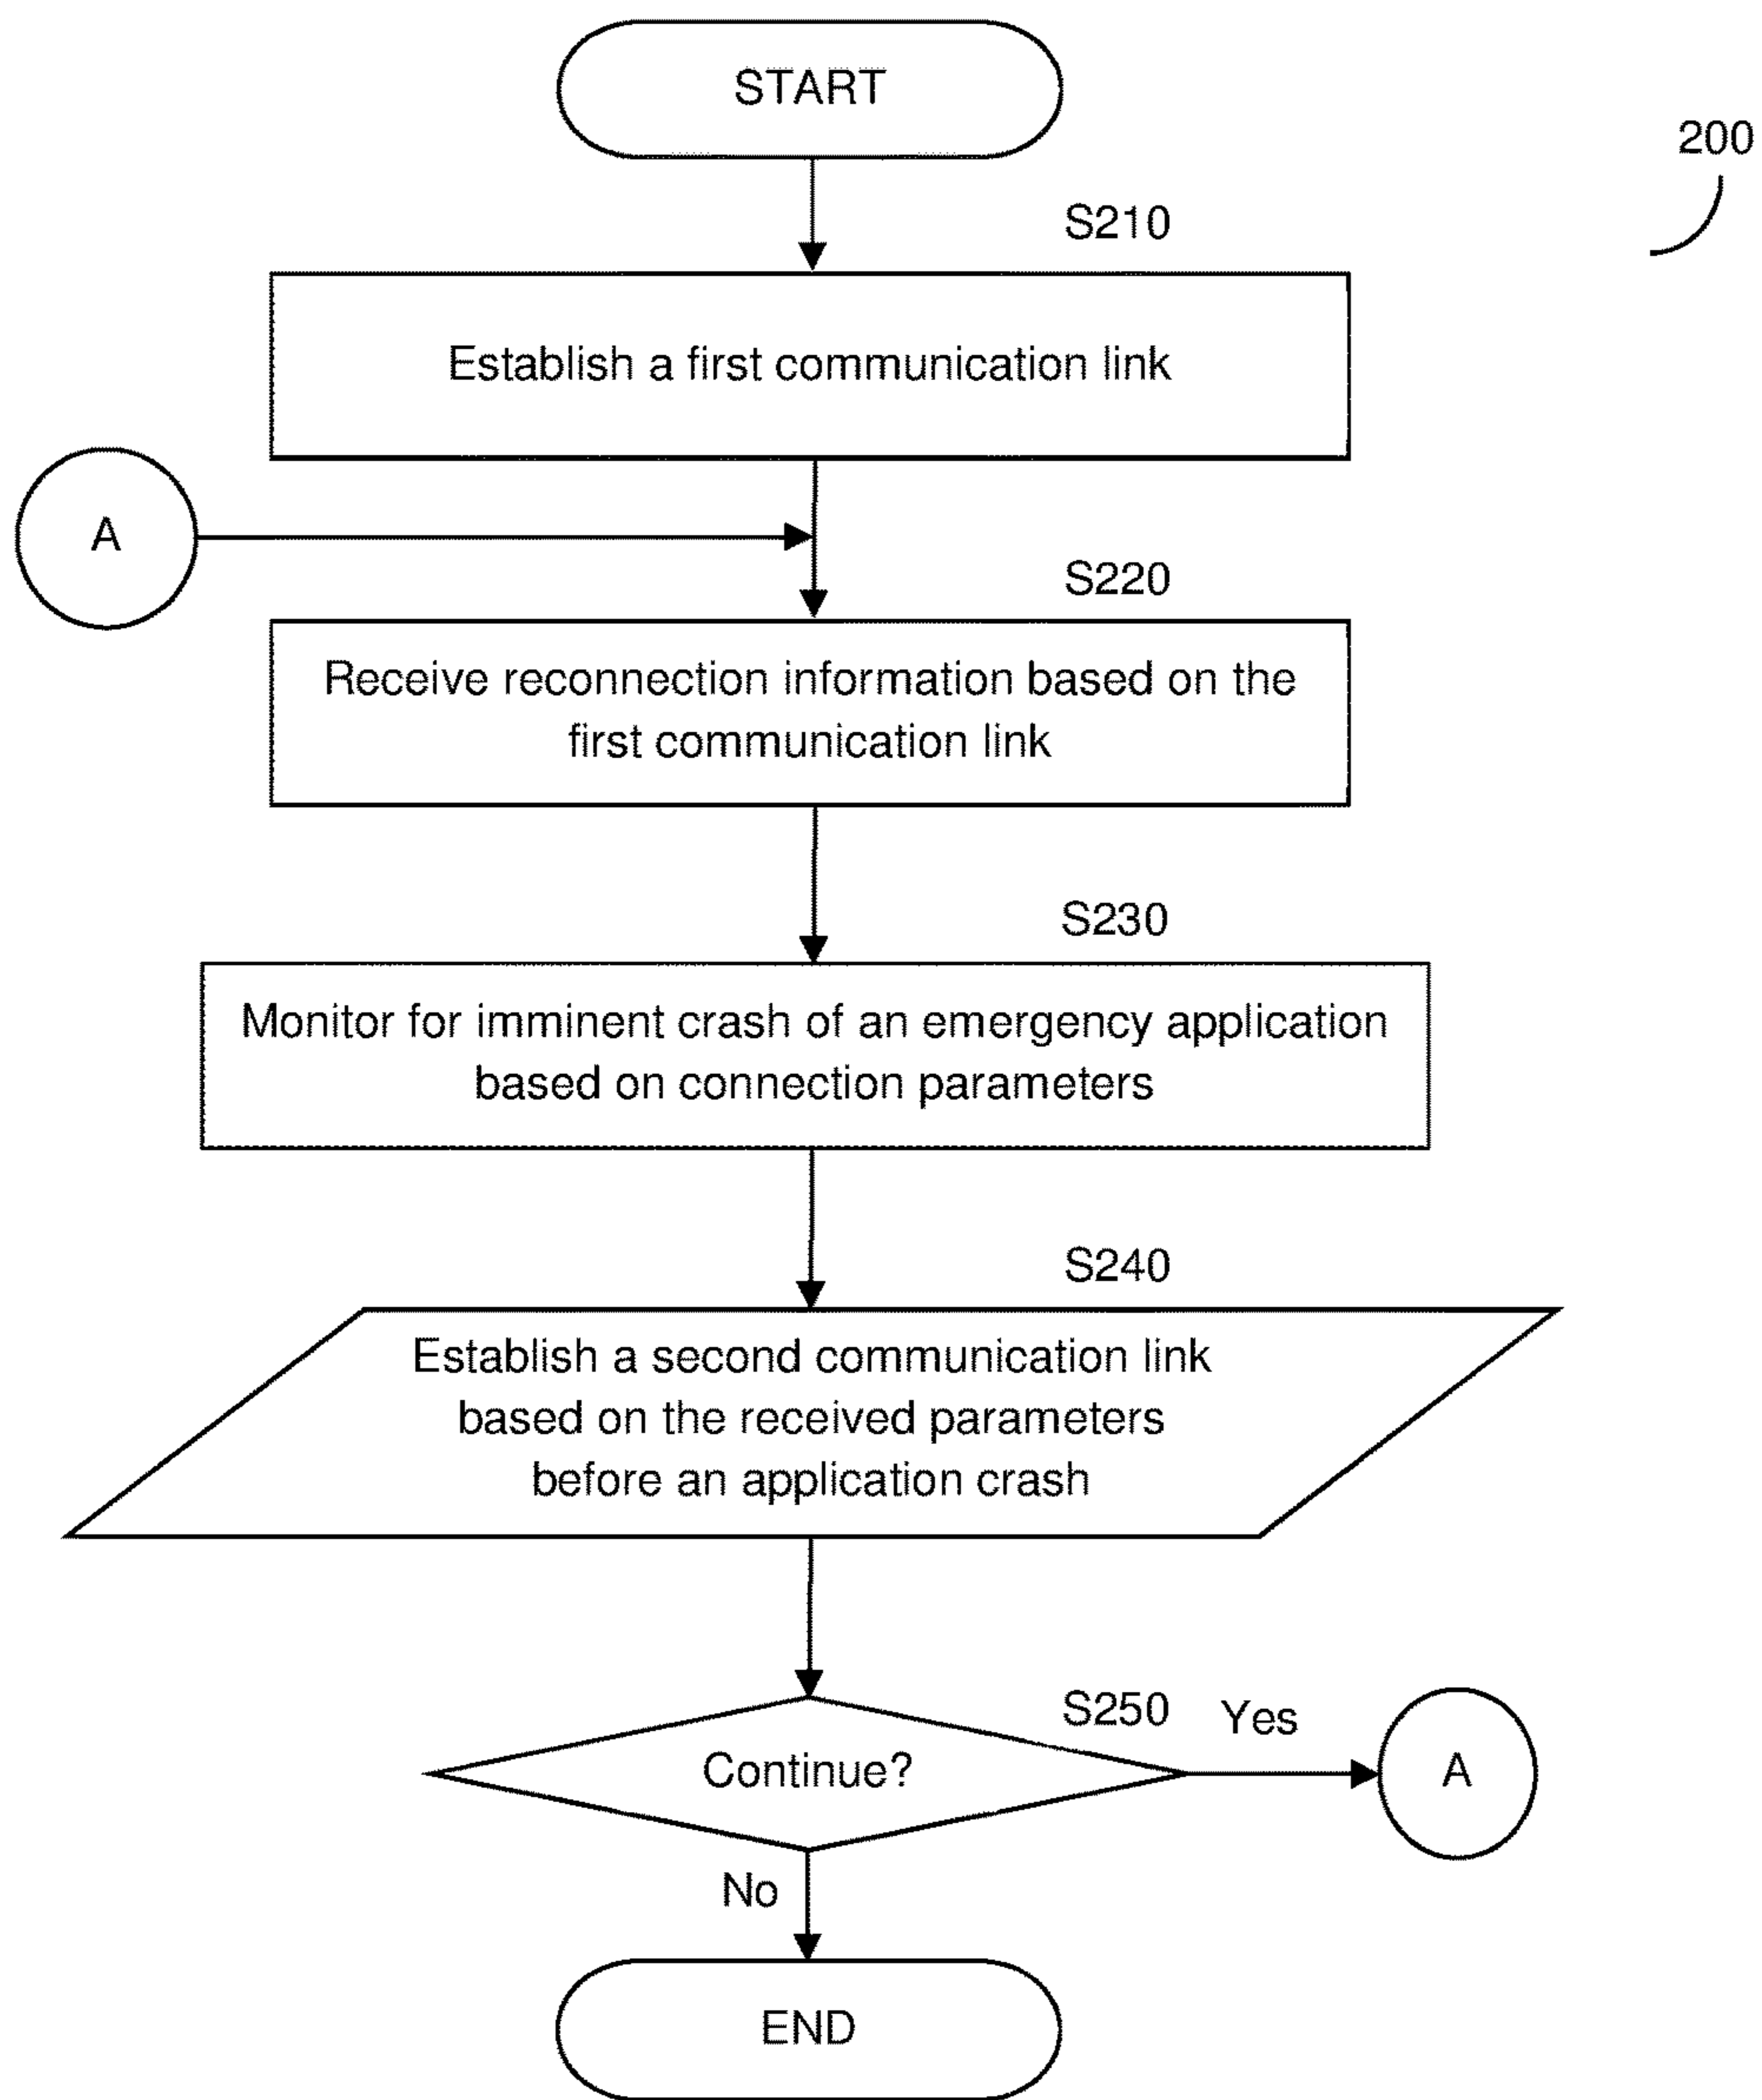 START
200
S210
Establish a first communication link
A
S220
Receive reconnection information based on the
first communication link
S230
Monitor for imminent crash of an emergency application
based on connection parameters
S240
Establish a second communication link
based on the received parameters
before an application crash
S250
Yes
Continue?
A
No
END